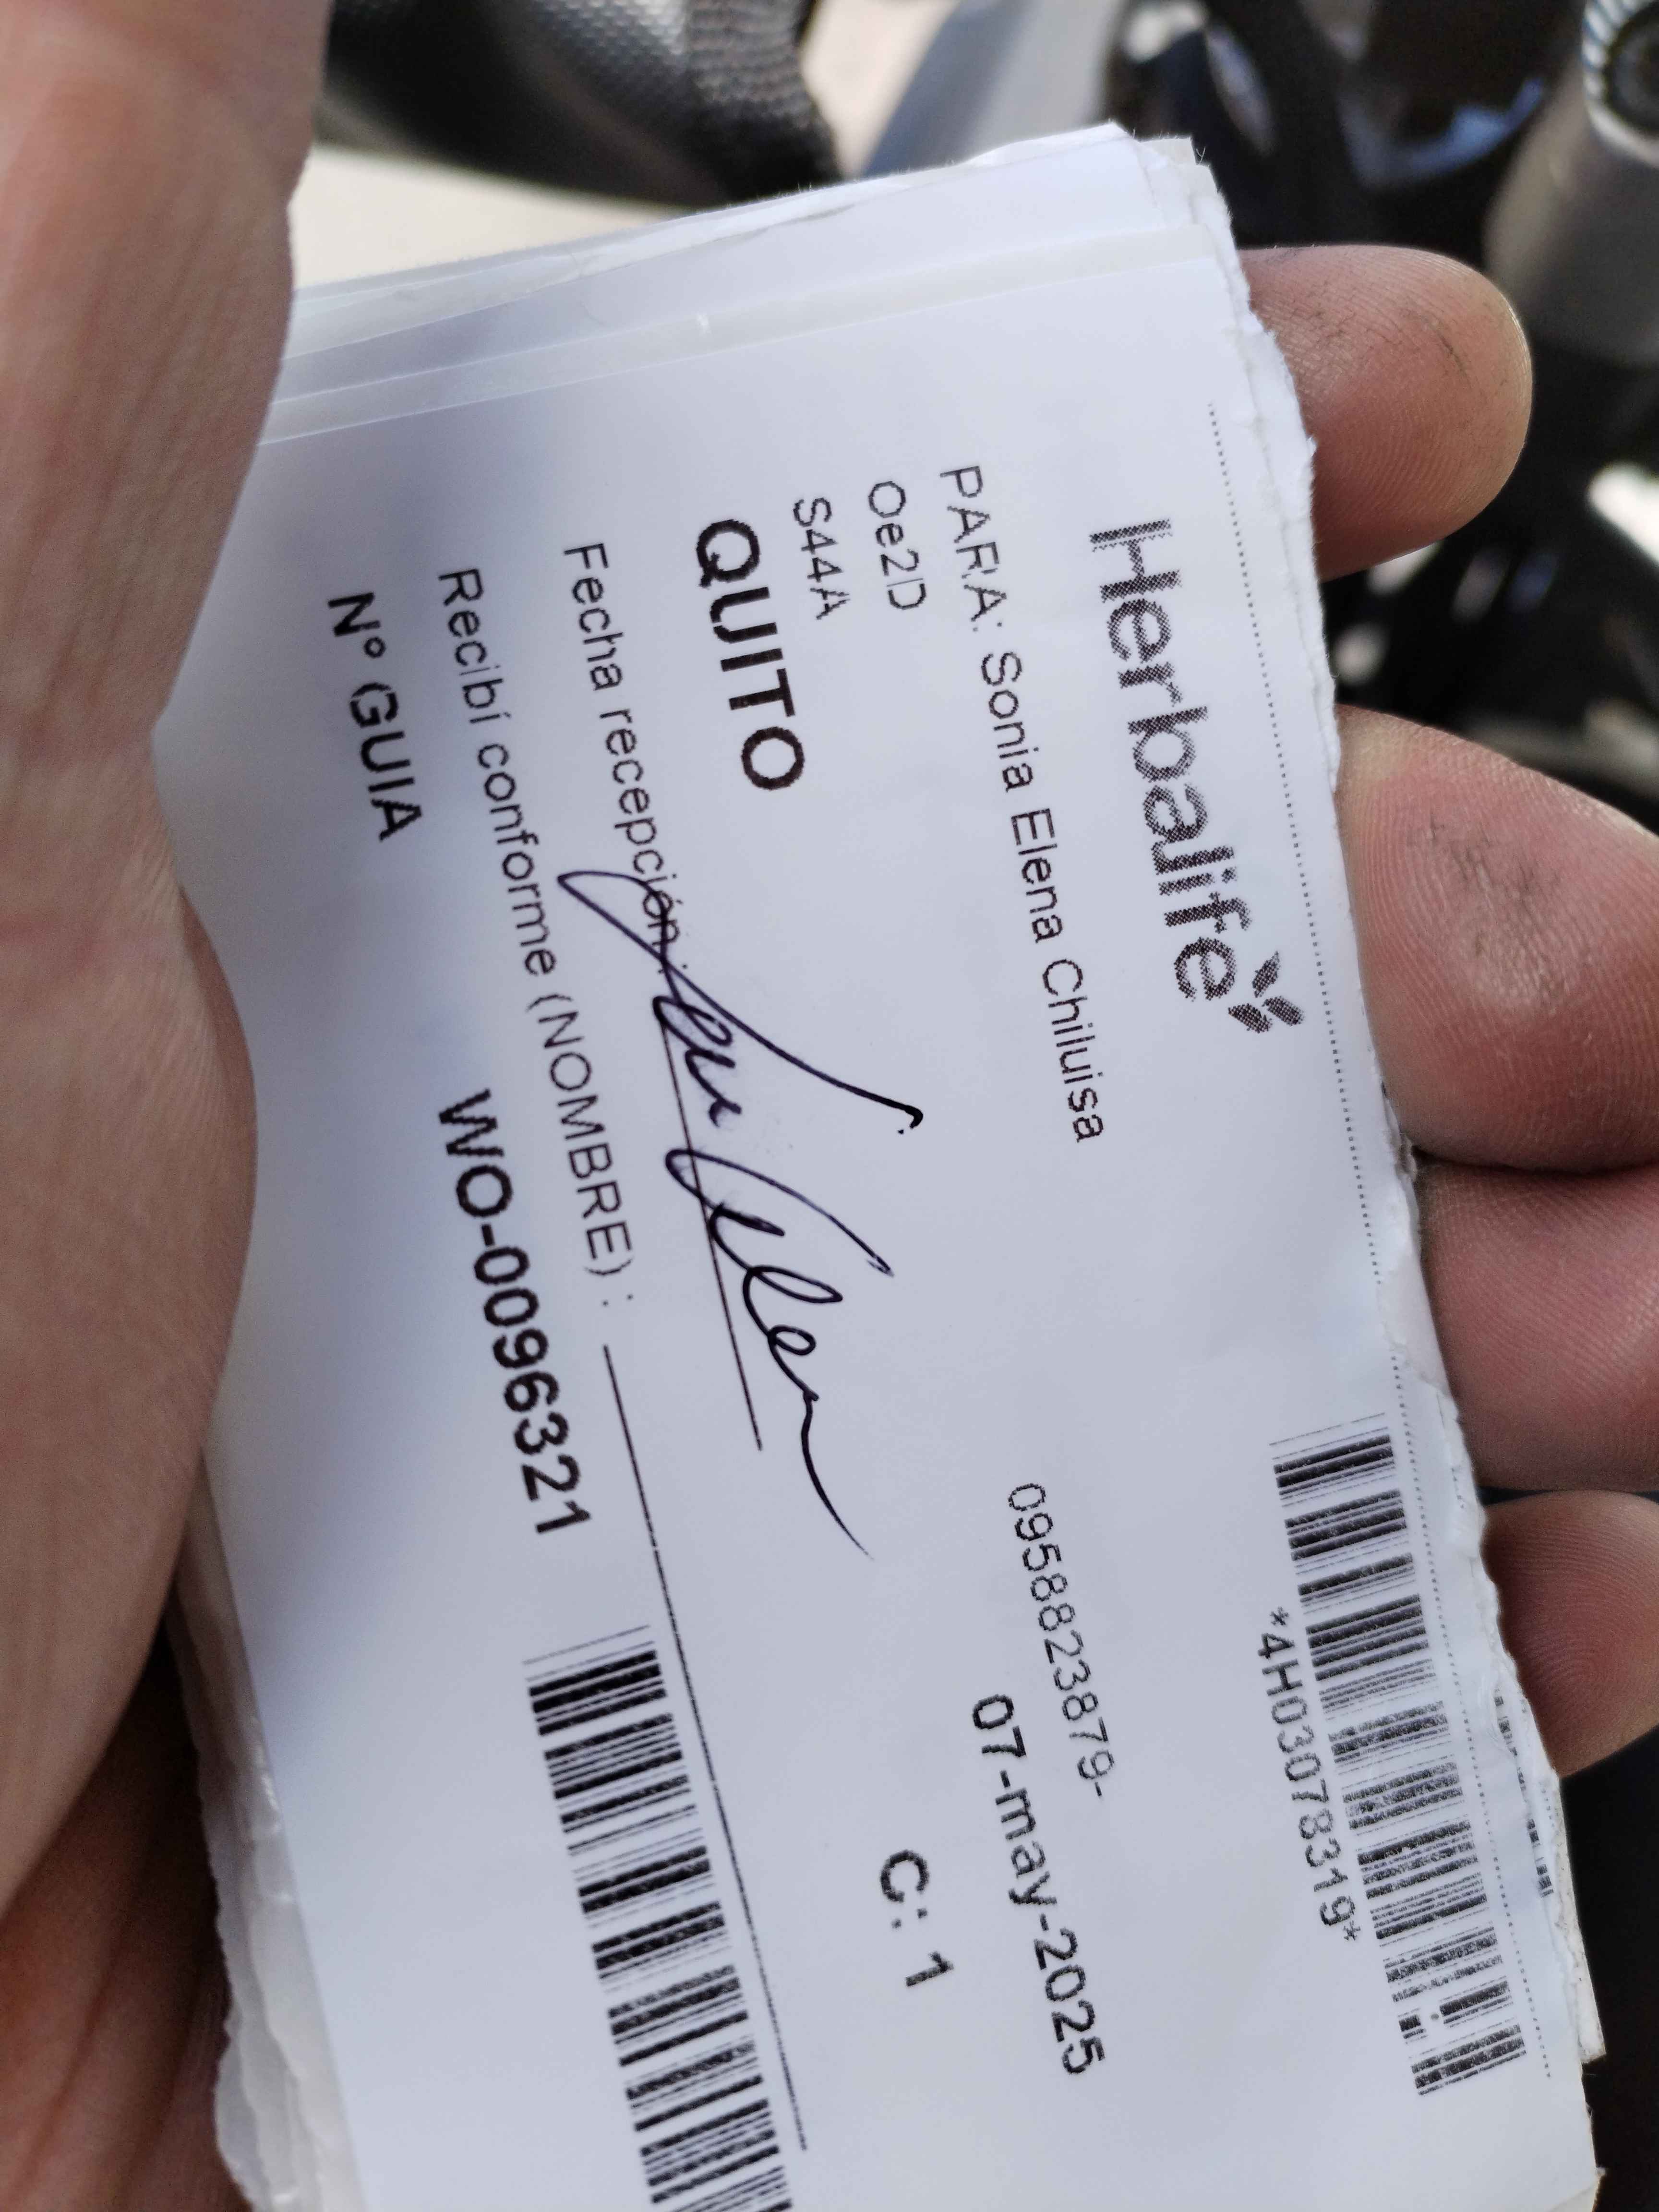 Herbalife
*4H03078319*
PARA: Sonia Elena Chiluisa
0958823879-
Oe2D
07-may-2025
S44A
C: 1
QUITO
Fecha recepción:
Recibí conforme (NOMBRE) :
N° GUIA WO-0096321